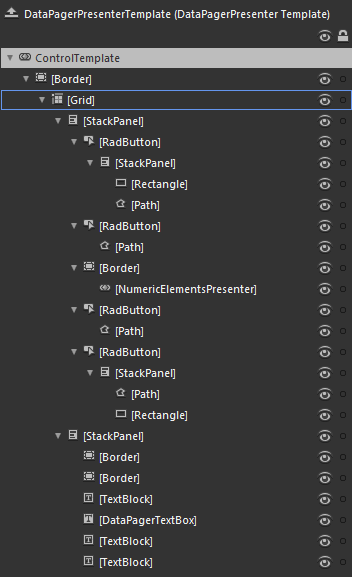 DataPagerPresenterTemplate (DataPagerPresenter Template)
ControlTemplate
[Border]
[Grid]
[StackPanel]
[RadButton]
[StackPanel]
[Rectangle]
[Path]
[RadButton]
[Path]
[Border]
[NumericElementsPresenter]
[RadButton]
[Path]
[RadButton]
[StackPanel]
[Path]
[Rectangle]
[StackPanel]
[Border]
[Border]
[TextBlock]
[DataPagerTextBox]
[TextBlock]
[TextBlock]